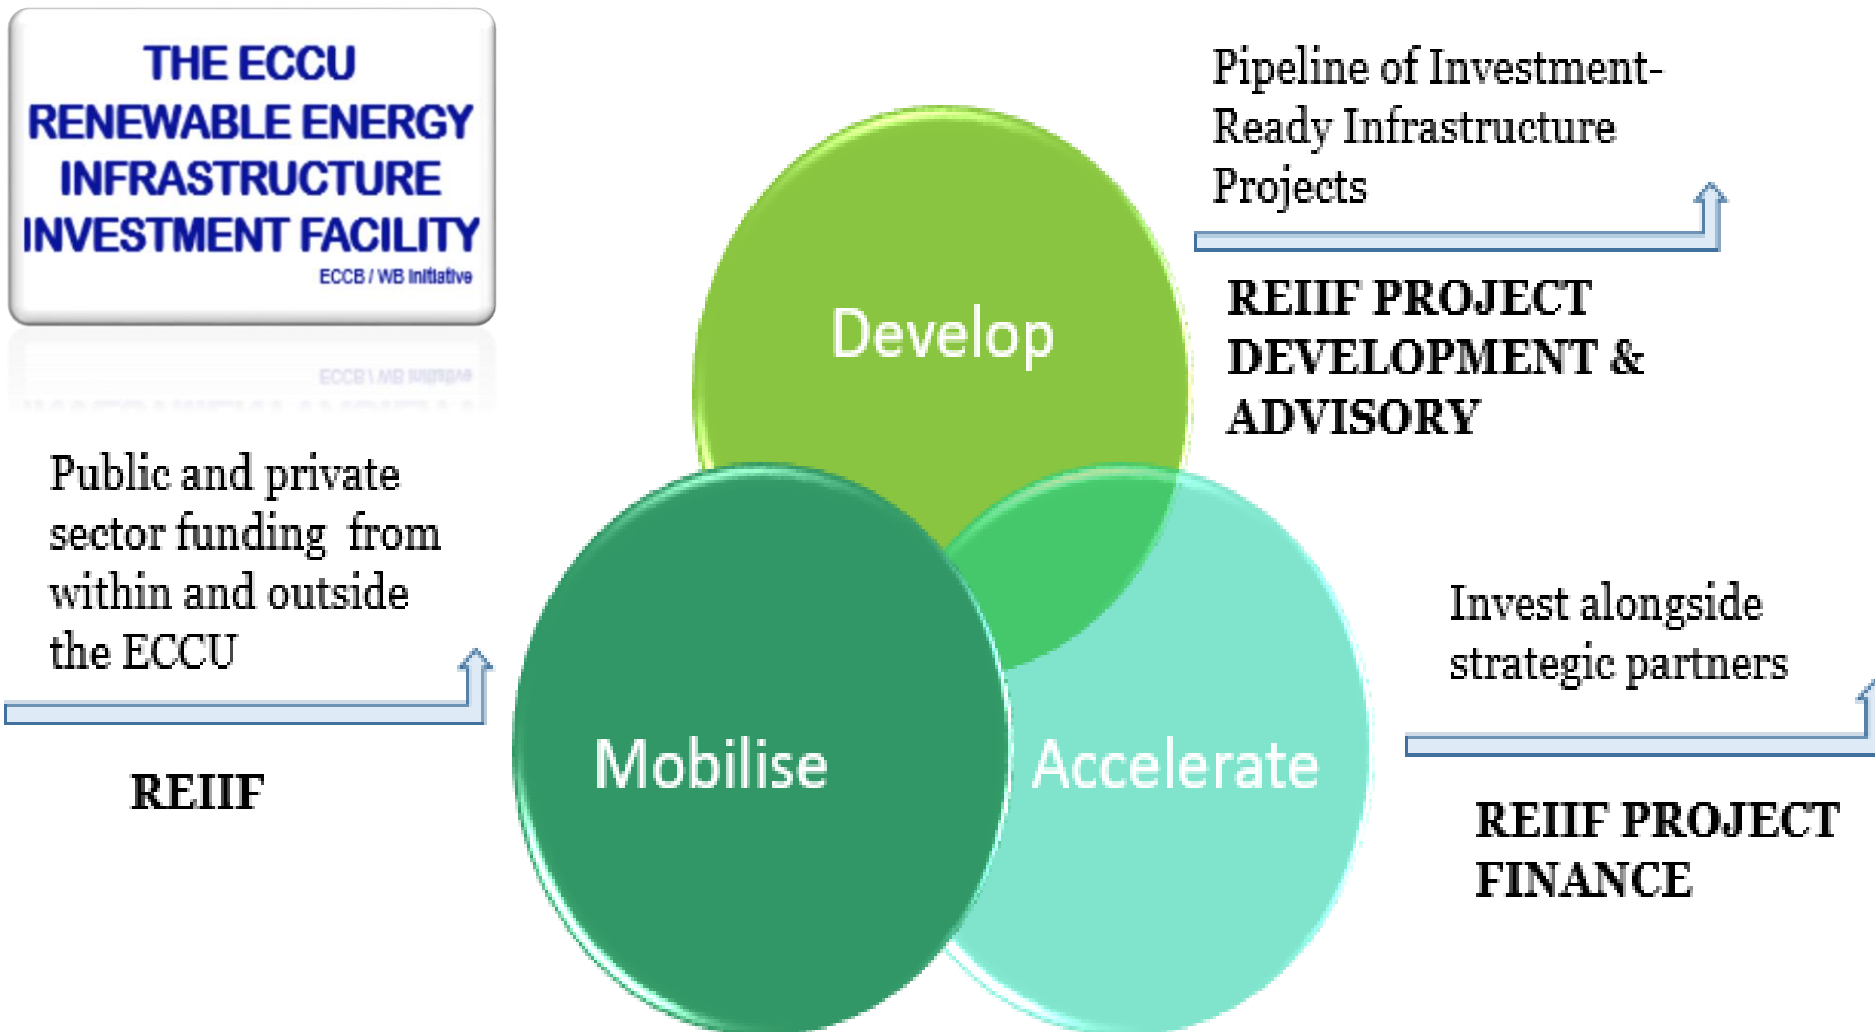 THE ECCU
RENEWABLE ENERGY
INFRASTRUCTURE
INVESTMENT FACILITY
ECCB / WB Initiative
Pipeline of Investment-
Ready Infrastructure
Projects
REIIF PROJECT
DEVELOPMENT &
ADVISORY
Develop
Public and private
sector funding from
within and outside
the ECCU
REIIF
Mobilise
Accelerate
Invest alongside
strategic partners
REIIF PROJECT
FINANCE